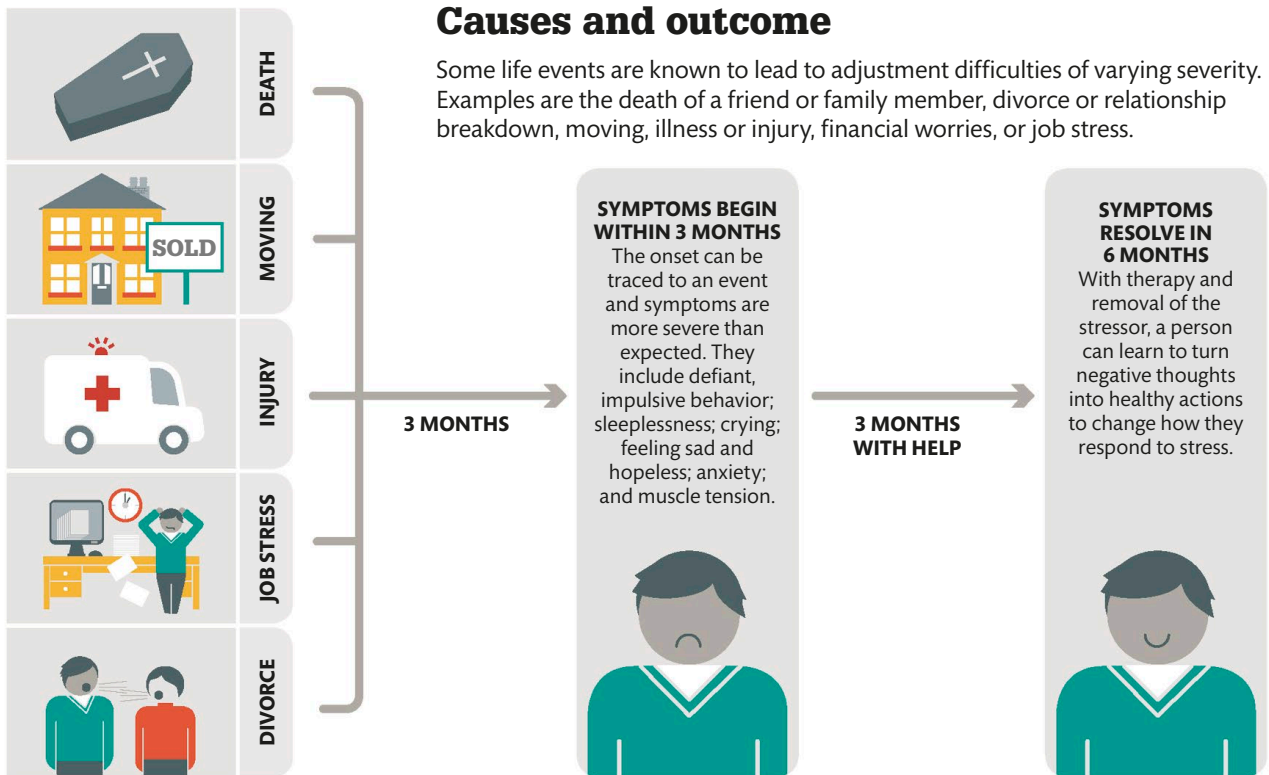 Causes and outcome
Some life events are known to lead to adjustment difficulties of varying severity.
Examples are the death of a friend or family member, divorce or relationship
breakdown, moving, illness or injury, financial worries, or job stress.
DEATH
MOVING
SOLD
INJURY
JOB STRESS
DIVORCE
3 MONTHS
SYMPTOMS BEGIN
WITHIN 3 MONTHS
The onset can be
traced to an event
and symptoms are
more severe than
expected. They
include defiant,
impulsive behavior;
sleeplessness; crying;
feeling sad and
hopeless; anxiety;
and muscle tension.
3 MONTHS
WITH HELP
SYMPTOMS
RESOLVE IN
6 MONTHS
With therapy and
removal of the
stressor, a person
can learn to turn
negative thoughts
into healthy actions
to change how they
respond to stress.